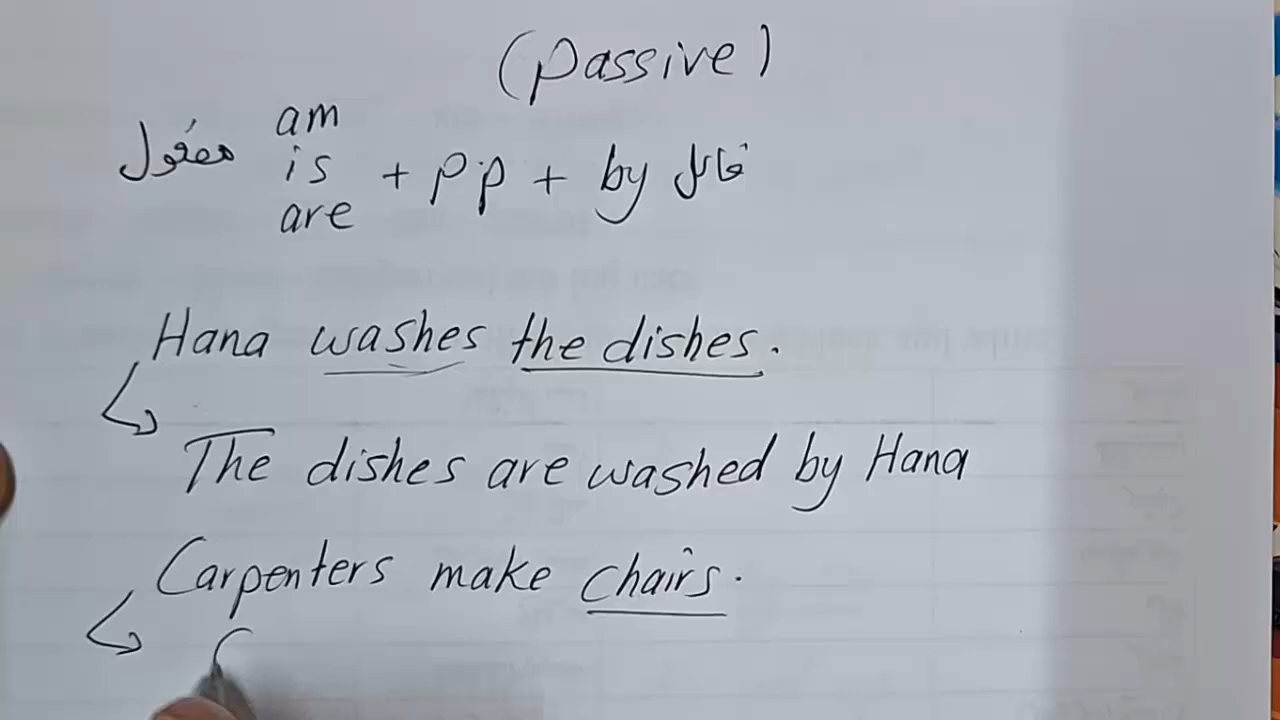 (passive)
am
مفعول is + p.p + by فاعل
are
Hana washes the dishes.
The dishes are washed by Hana
Carpenters make chairs.
C